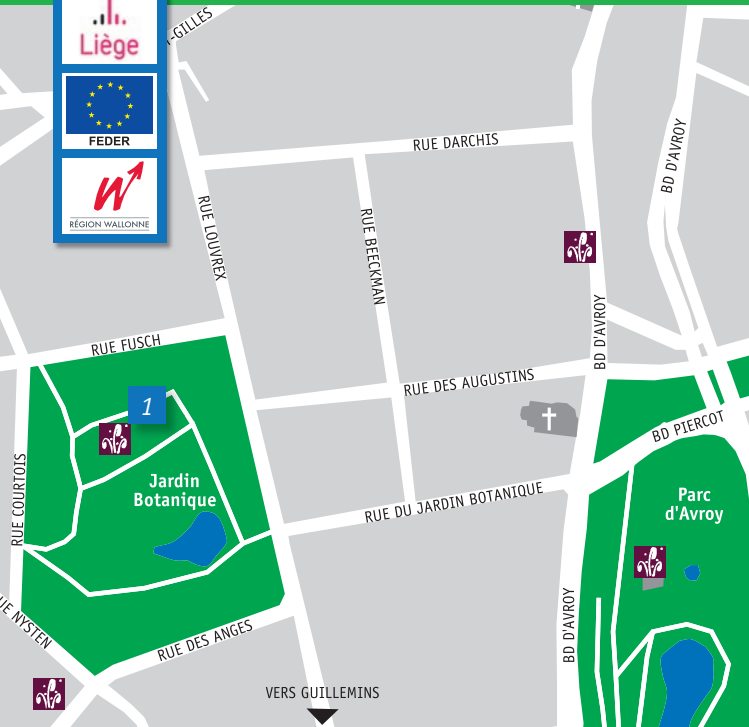 -GILLES
Liège
FEDER
RÉGION WALLONNE
RUE DARCHIS
BD D'AVROY
RUE LOUVREX
RUE BEECKMAN
BD D'AVROY
RUE FUSCH
RUE DES AUGUSTINS
1
BD PIERCOT
RUE COURTOIS
Jardin
Botanique
RUE DU JARDIN BOTANIQUE
Parc
d'Avroy
UE NYSTEN
RUE DES ANGES
BD D'AVROY
VERS GUILLEMINS